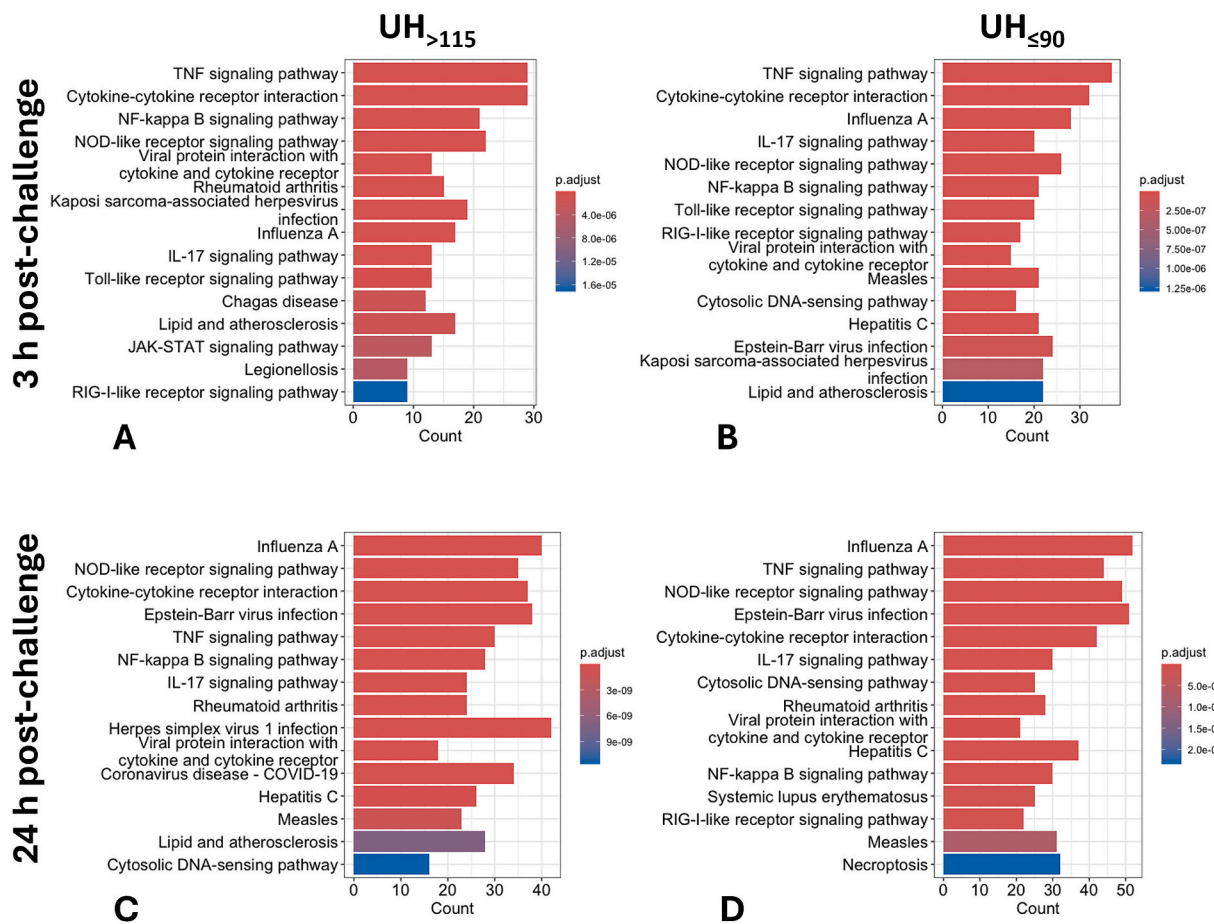 UH>115
UH≤90
3 h post-challenge
TNF signaling pathway
Cytokine-cytokine receptor interaction
NF-kappa B signaling pathway
NOD-like receptor signaling pathway
Viral protein interaction with
cytokine and cytokine receptor
Rheumatoid arthritis
Kaposi sarcoma-associated herpesvirus
infection
Influenza A
IL-17 signaling pathway
Toll-like receptor signaling pathway
Chagas disease
Lipid and atherosclerosis
JAK-STAT signaling pathway
Legionellosis
RIG-I-like receptor signaling pathway
0 10 20 30
Count
p.adjust
4.0e-06
8.0e-06
1.2e-05
1.6e-05
A
TNF signaling pathway
Cytokine-cytokine receptor interaction
Influenza A
IL-17 signaling pathway
NOD-like receptor signaling pathway
NF-kappa B signaling pathway
Toll-like receptor signaling pathway
RIG-I-like receptor signaling pathway
Viral protein interaction with
cytokine and cytokine receptor
Measles
Cytosolic DNA-sensing pathway
Hepatitis C
Epstein-Barr virus infection
Kaposi sarcoma-associated herpesvirus
infection
Lipid and atherosclerosis
0 10 20 30
Count
p.adjust
2.50e-07
5.00e-07
7.50e-07
1.00e-06
1.25e-06
B
24 h post-challenge
Influenza A
NOD-like receptor signaling pathway
Cytokine-cytokine receptor interaction
Epstein-Barr virus infection
TNF signaling pathway
NF-kappa B signaling pathway
IL-17 signaling pathway
Rheumatoid arthritis
Herpes simplex virus 1 infection
Viral protein interaction with
cytokine and cytokine receptor
Coronavirus disease - COVID-19
Hepatitis C
Measles
Lipid and atherosclerosis
Cytosolic DNA-sensing pathway
0 10 20 30 40
Count
p.adjust
3e-09
6e-09
9e-09
C
Influenza A
TNF signaling pathway
NOD-like receptor signaling pathway
Epstein-Barr virus infection
Cytokine-cytokine receptor interaction
IL-17 signaling pathway
Cytosolic DNA-sensing pathway
Rheumatoid arthritis
Viral protein interaction with
cytokine and cytokine receptor
Hepatitis C
NF-kappa B signaling pathway
Systemic lupus erythematosus
RIG-I-like receptor signaling pathway
Measles
Necroptosis
0 10 20 30 40 50
Count
p.adjust
5.0e-0
1.0e-0
1.5e-0
2.0e-0
D